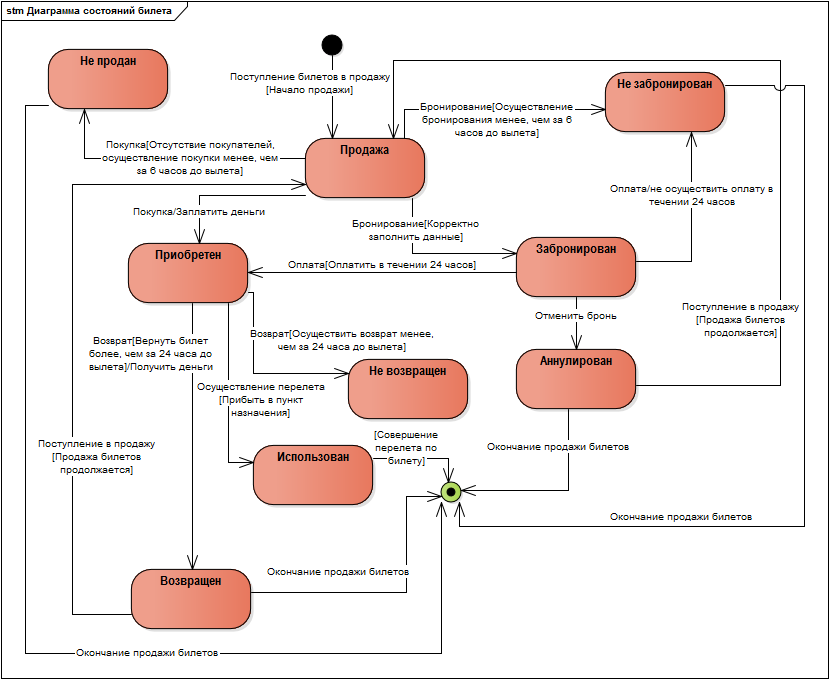 stm Диаграмма состояний билета
Не продан
Поступление билетов в продажу
[Начало продажи]
Не забронирован
Бронирование[Осуществление
бронирования менее, чем за 6
часов до вылета]
Покупка[Отсутствие покупателей,
осуществление покупки менее, чем
за 6 часов до вылета]
Продажа
Оплата/не осуществить оплату в
течении 24 часов
Покупка/Заплатить деньги
Бронирование[Корректно
заполнить данные]
Приобретен
Забронирован
Оплата[Оплатить в течении 24 часов]
Отменить бронь
Поступление в продажу
[Продажа билетов
продолжается]
Возврат[Вернуть билет
более, чем за 24 часа до
вылета]/Получить деньги
Возврат[Осуществить возврат менее,
чем за 24 часа до вылета]
Не возвращен
Аннулирован
Осуществление перелета
[Прибыть в пункт
назначения]
Поступление в продажу
[Продажа билетов
продолжается]
Использован
[Совершение
перелета по
билету]
Окончание продажи билетов
Окончание продажи билетов
Возвращен
Окончание продажи билетов
Окончание продажи билетов